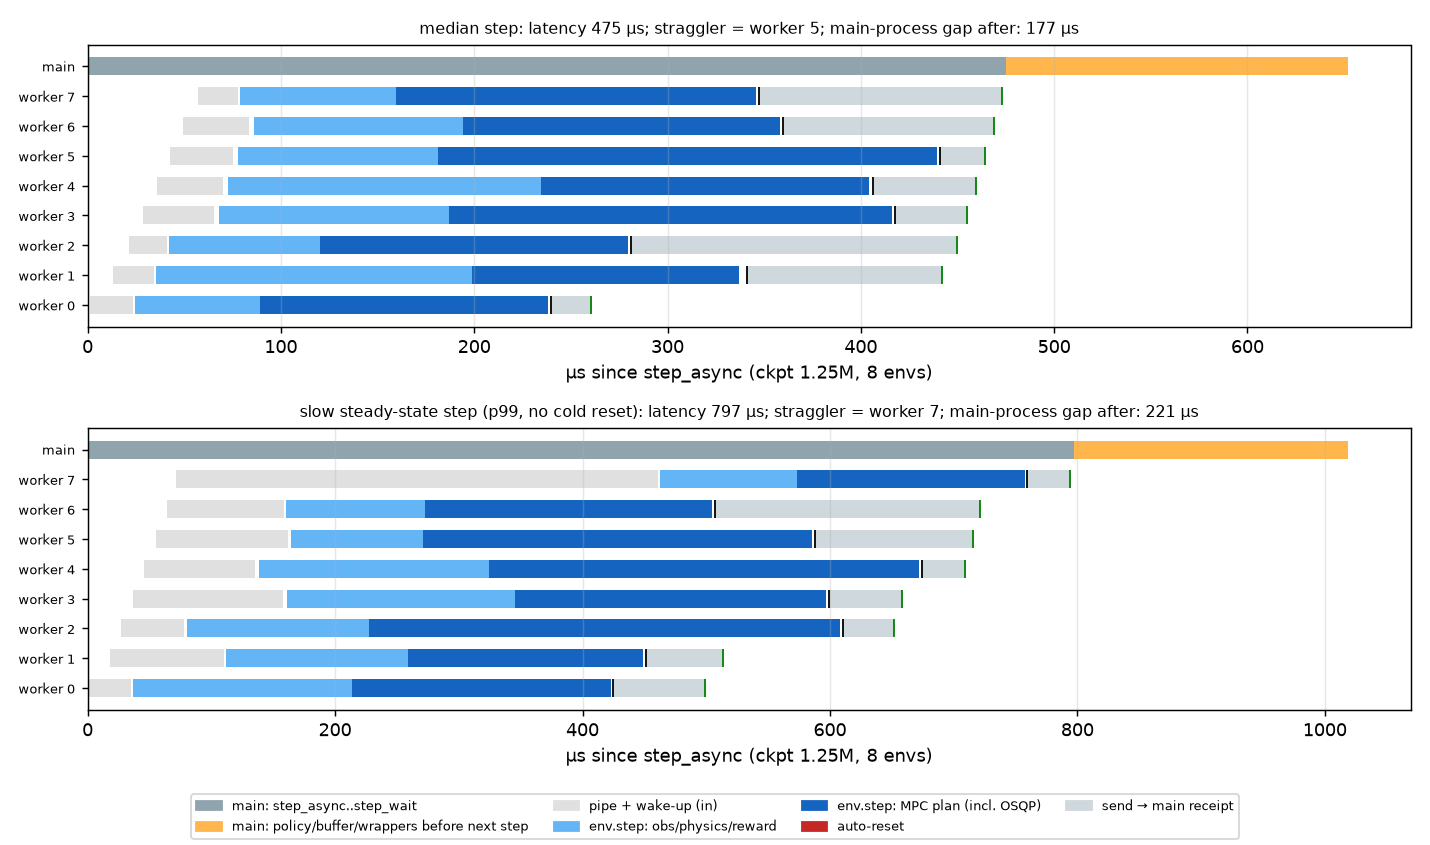 median step: latency 475 µs; straggler = worker 5; main-process gap after: 177 µs
main
worker 7
worker 6
worker 5
worker 4
worker 3
worker 2
worker 1
worker 0
0 100 200 300 400 500 600
µs since step_async (ckpt 1.25M, 8 envs)
slow steady-state step (p99, no cold reset): latency 797 µs; straggler = worker 7; main-process gap after: 221 µs
main
worker 7
worker 6
worker 5
worker 4
worker 3
worker 2
worker 1
worker 0
0 200 400 600 800 1000
µs since step_async (ckpt 1.25M, 8 envs)
main: step_async..step_wait
main: policy/buffer/wrappers before next step
pipe + wake-up (in)
env.step: obs/physics/reward
env.step: MPC plan (incl. OSQP)
auto-reset
send → main receipt